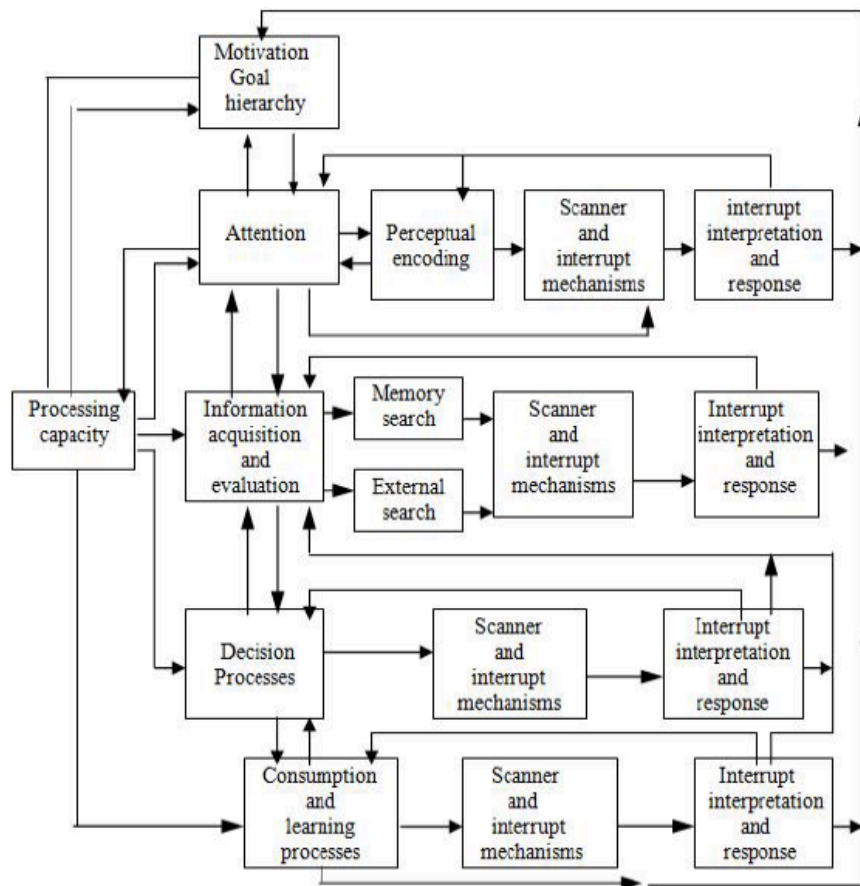 Motivation
Goal
hierarchy
Attention
Perceptual
encoding
Scanner
and
interrupt
mechanisms
interrupt
interpretation
and
response
Processing
capacity
Information
acquisition
and
evaluation
Memory
search
External
search
Scanner
and
interrupt
mechanisms
Interrupt
interpretation
and
response
Decision
Processes
Scanner
and
interrupt
mechanisms
Interrupt
interpretation
and
response
Consumption
and
learning
processes
Scanner
and
interrupt
mechanisms
Interrupt
interpretation
and
response